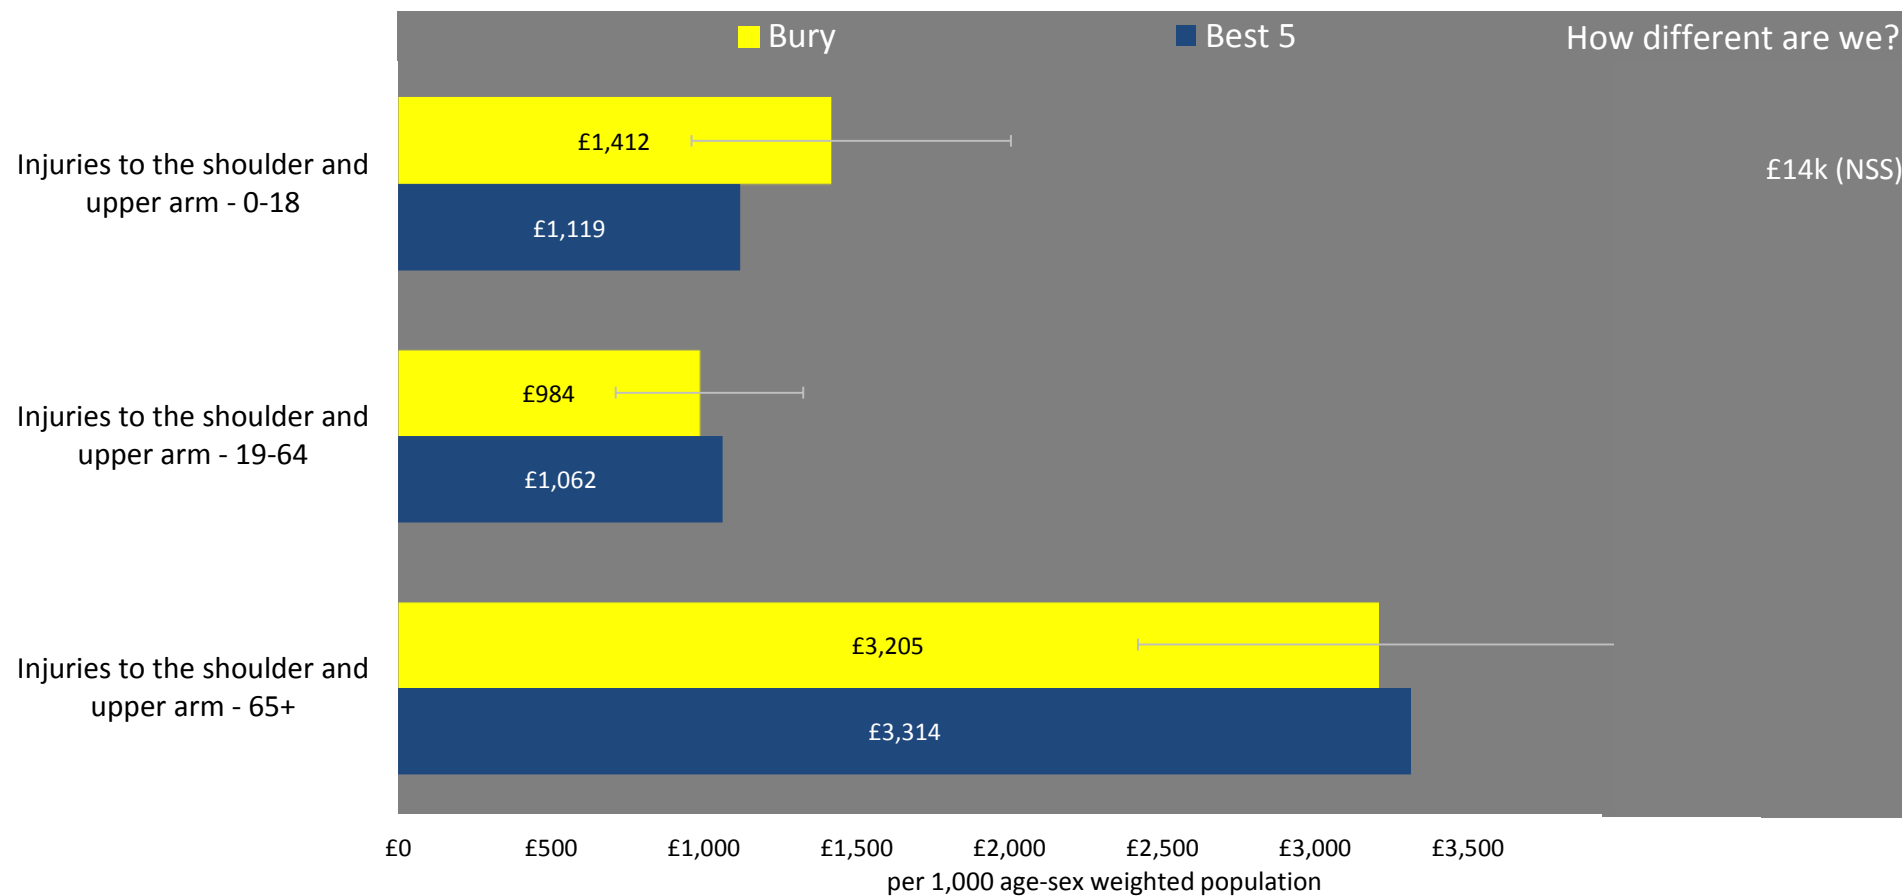 Bury
Best 5
How different are we?
Injuries to the shoulder and
upper arm - 0-18
£1,412
£1,119
£14k (NSS)
Injuries to the shoulder and
upper arm - 19-64
£984
£1,062
Injuries to the shoulder and
upper arm - 65+
£3,205
£3,314
£0 £500 £1,000 £1,500 £2,000 £2,500 £3,000 £3,500
per 1,000 age-sex weighted population